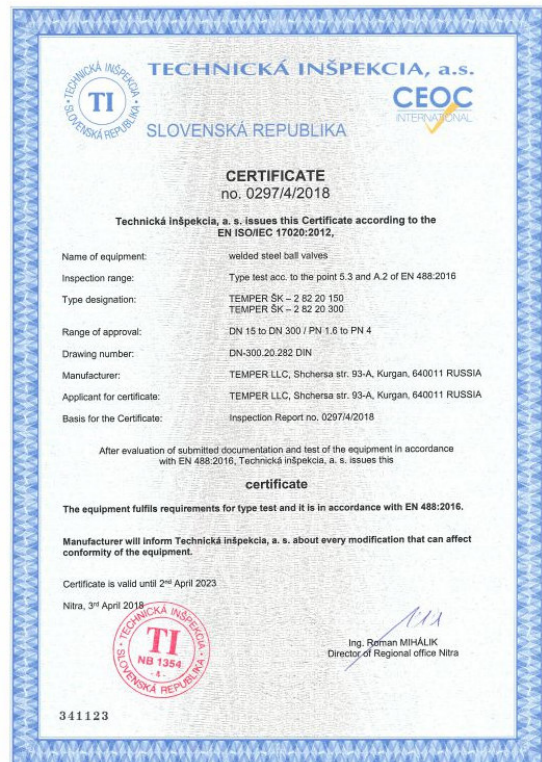 TECHNICKÁ INŠPEKCIA
TI
SLOVENSKÁ REPUBLIKA
TECHNICKÁ INŠPEKCIA, a.s.
CEOC
INTERNATIONAL
SLOVENSKÁ REPUBLIKA
CERTIFICATE
no. 0297/4/2018
Technická inšpekcia, a. s. issues this Certificate according to the
EN ISO/IEC 17020:2012,
Name of equipment: welded steel ball valves
Inspection range: Type test acc. to the point 5.3 and A.2 of EN 488:2016
Type designation: TEMPER ŠK – 2 82 20 150
TEMPER ŠK – 2 82 20 300
Range of approval: DN 15 to DN 300 / PN 1.6 to PN 4
Drawing number: DN-300.20.282 DIN
Manufacturer: TEMPER LLC, Shchersa str. 93-A, Kurgan, 640011 RUSSIA
Applicant for certificate: TEMPER LLC, Shchersa str. 93-A, Kurgan, 640011 RUSSIA
Basis for the Certificate: Inspection Report no. 0297/4/2018
After evaluation of submitted documentation and test of the equipment in accordance
with EN 488:2016, Technická inšpekcia, a. s. issues this
certificate
The equipment fulfils requirements for type test and it is in accordance with EN 488:2016.
Manufacturer will inform Technická inšpekcia, a. s. about every modification that can affect
conformity of the equipment.
Certificate is valid until 2nd April 2023
Nitra, 3rd April 2018
TECHNICKÁ INŠPEKCIA
TI
NB 1354
- 4 -
SLOVENSKÁ REPUBLIKA
Ing. Roman MIHÁLIK
Director of Regional office Nitra
341123